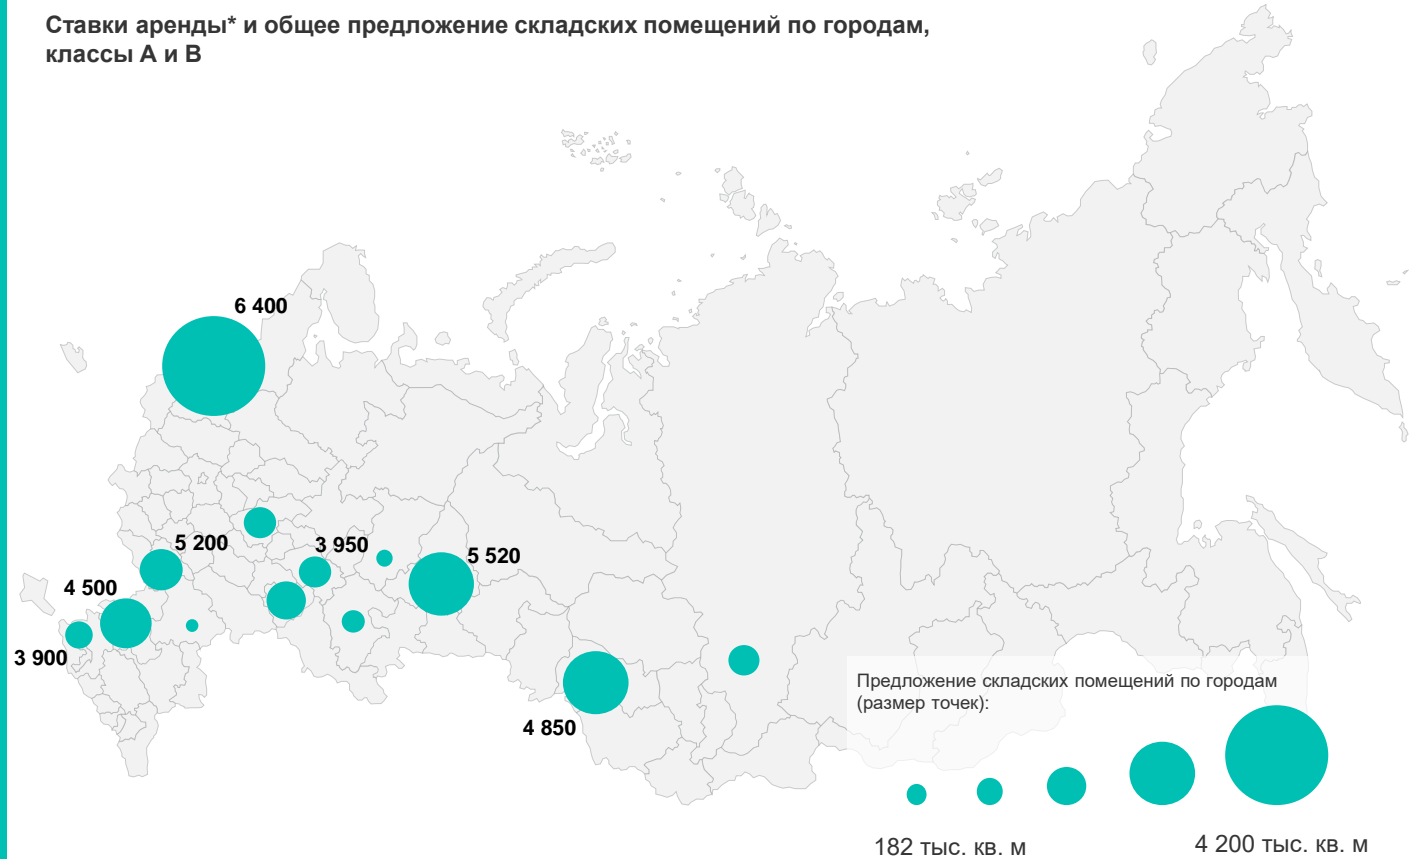 Ставки аренды* и общее предложение складских помещений по городам,
классы А и В
6 400
5 200
3 950
5 520
4 500
3 900
4 850
Предложение складских помещений по городам
(размер точек):
182 тыс. кв. м
4 200 тыс. кв. м